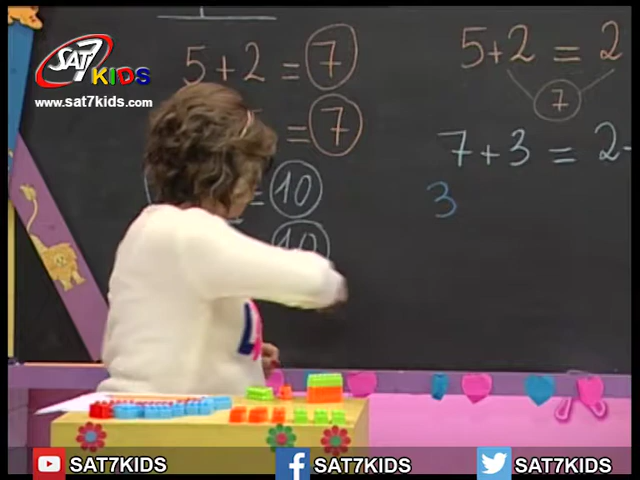 SAT7
KIDS
www.sat7kids.com
5+2 = 7
= 7
= 10
10
5+2 = 2
7
7+3 = 2
3
SAT7KIDS
SAT7KIDS
SAT7KIDS